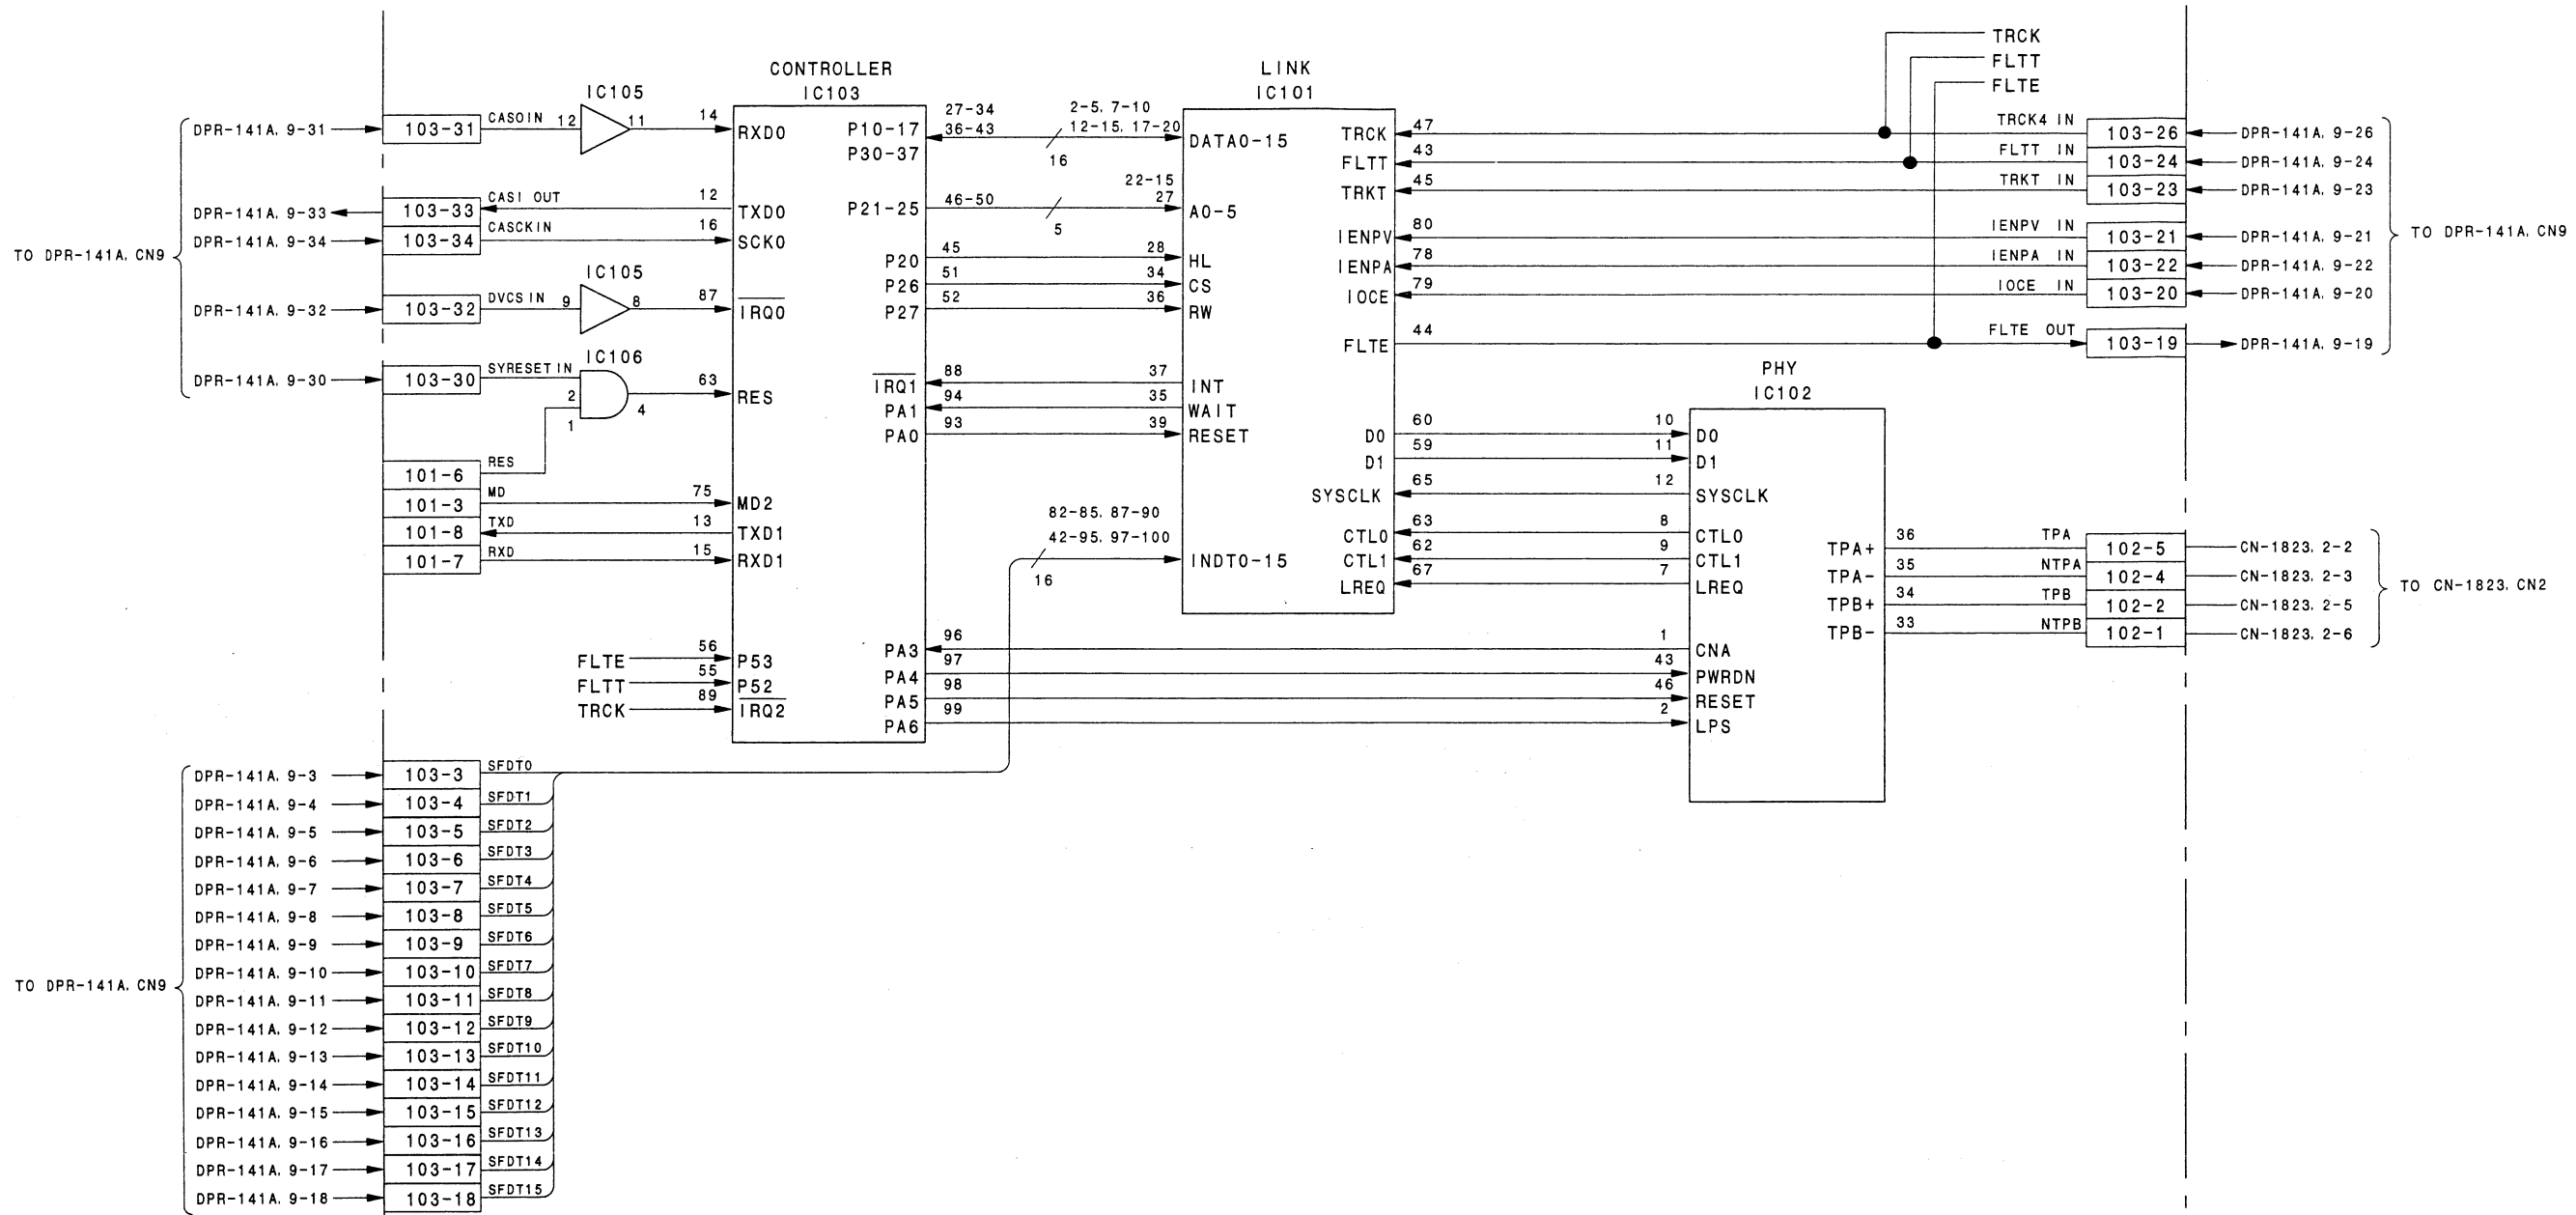 TO DPR-141A, CN9
DPR-141A, 9-31
103-31
CASOIN
12
IC105
11
14
RXD0
DPR-141A, 9-33
103-33
CASI OUT
12
TXD0
DPR-141A, 9-34
103-34
CASCKIN
16
SCK0
DPR-141A, 9-32
103-32
DVCS IN
9
IC105
8
87
IRQ0
DPR-141A, 9-30
103-30
SYRESET IN
IC106
2
1
4
63
RES
101-6
RES
101-3
MD
75
MD2
101-8
TXD
13
TXD1
101-7
RXD
15
RXD1
FLTE
56
P53
FLTT
55
P52
TRCK
89
IRQ2
CONTROLLER
IC103
P10-17
P30-37
27-34
36-43
16
2-5, 7-10
12-15, 17-20
DATA0-15
P21-25
46-50
5
22-15
27
A0-5
P20
45
28
HL
P26
51
34
CS
P27
52
36
RW
IRQ1
88
37
INT
PA1
94
35
WAIT
PA0
93
39
RESET
82-85, 87-90
42-95, 97-100
16
INDT0-15
PA3
96
1
CNA
PA4
97
43
PWRDN
PA5
98
46
RESET
PA6
99
2
LPS
LINK
IC101
TRCK
FLTT
FLTE
TRCK
47
TRCK4 IN
103-26
DPR-141A, 9-26
FLTT
43
FLTT IN
103-24
DPR-141A, 9-24
TRKT
45
TRKT IN
103-23
DPR-141A, 9-23
IENPV
80
IENPV IN
103-21
DPR-141A, 9-21
IENPA
78
IENPA IN
103-22
DPR-141A, 9-22
IOCE
79
IOCE IN
103-20
DPR-141A, 9-20
FLTE
44
FLTE OUT
103-19
DPR-141A, 9-19
TO DPR-141A, CN9
PHY
IC102
D0
60
10
D0
D1
59
11
D1
SYSCLK
65
12
SYSCLK
CTL0
63
8
CTL0
CTL1
62
9
CTL1
LREQ
67
7
LREQ
TPA+
36
TPA
102-5
CN-1823, 2-2
TPA-
35
NTPA
102-4
CN-1823, 2-3
TPB+
34
TPB
102-2
CN-1823, 2-5
TPB-
33
NTPB
102-1
CN-1823, 2-6
TO CN-1823, CN2
TO DPR-141A, CN9
DPR-141A, 9-3
103-3
SFDT0
DPR-141A, 9-4
103-4
SFDT1
DPR-141A, 9-5
103-5
SFDT2
DPR-141A, 9-6
103-6
SFDT3
DPR-141A, 9-7
103-7
SFDT4
DPR-141A, 9-8
103-8
SFDT5
DPR-141A, 9-9
103-9
SFDT6
DPR-141A, 9-10
103-10
SFDT7
DPR-141A, 9-11
103-11
SFDT8
DPR-141A, 9-12
103-12
SFDT9
DPR-141A, 9-13
103-13
SFDT10
DPR-141A, 9-14
103-14
SFDT11
DPR-141A, 9-15
103-15
SFDT12
DPR-141A, 9-16
103-16
SFDT13
DPR-141A, 9-17
103-17
SFDT14
DPR-141A, 9-18
103-18
SFDT15